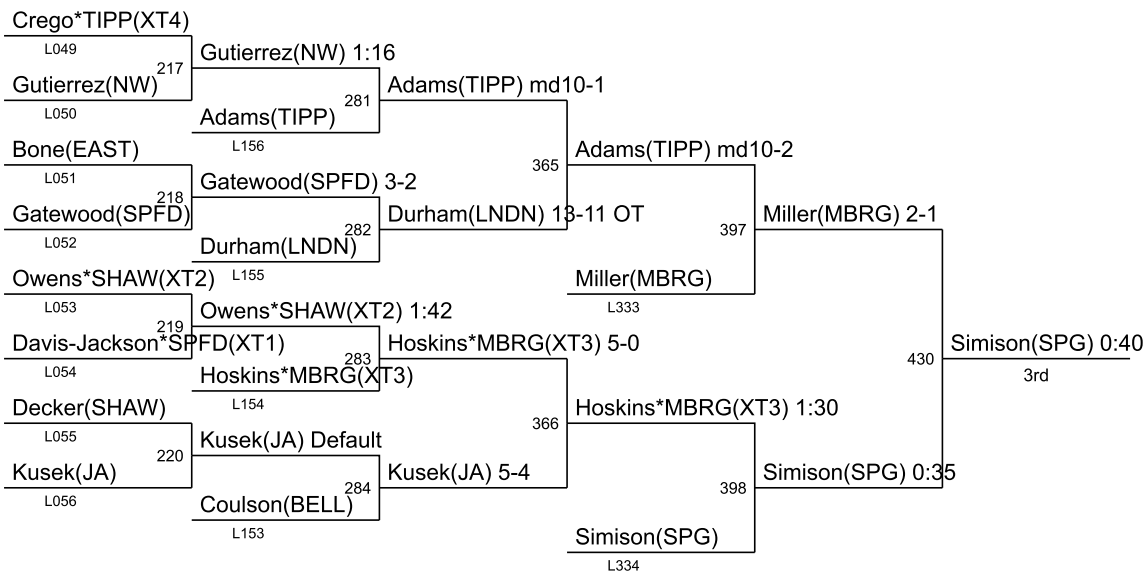 Crego*TIPP(XT4)
L049
217
Gutierrez(NW) 1:16
Gutierrez(NW)
L050
281
Adams(TIPP) md10-1
Adams(TIPP)
L156
Bone(EAST)
L051
365
Adams(TIPP) md10-2
218
Gatewood(SPFD) 3-2
Gatewood(SPFD)
L052
282
Durham(LNDN) 13-11 OT
397
Miller(MBRG) 2-1
Durham(LNDN)
L155
Owens*SHAW(XT2)
L053
Miller(MBRG)
L333
219
Owens*SHAW(XT2) 1:42
Davis-Jackson*SPFD(XT1)
L054
283
Hoskins*MBRG(XT3) 5-0
430
Simison(SPG) 0:40
3rd
Hoskins*MBRG(XT3)
L154
Decker(SHAW)
L055
366
Hoskins*MBRG(XT3) 1:30
220
Kusek(JA) Default
Kusek(JA)
L056
284
Kusek(JA) 5-4
398
Simison(SPG) 0:35
Coulson(BELL)
L153
Simison(SPG)
L334